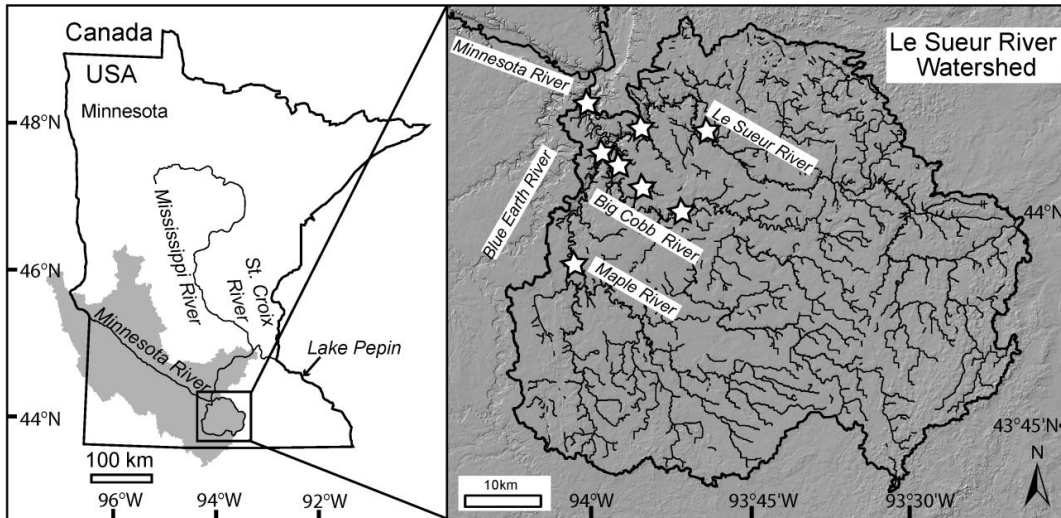 Canada
USA
Minnesota
48°N
46°N
44°N
Mississippi River
St. Croix
River
Minnesota River
Lake Pepin
100 km
96°W
94°W
92°W
Le Sueur River
Watershed
Minnesota River
Le Sueur River
Blue Earth River
Big Cobb River
Maple River
44°N
43°45'N
N
10km
94°W
93°45'W
93°30'W